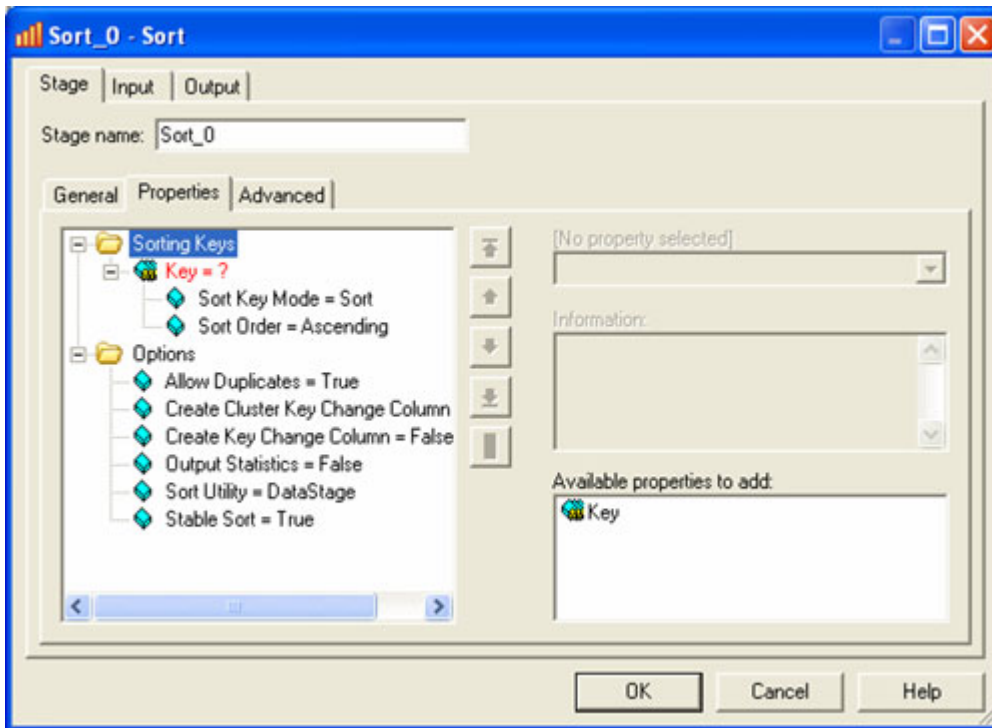 Sort_0 - Sort
Stage Input Output
Stage name: Sort_0
General Properties Advanced
Sorting Keys
Key = ?
Sort Key Mode = Sort
Sort Order = Ascending
Options
Allow Duplicates = True
Create Cluster Key Change Column
Create Key Change Column = False
Output Statistics = False
Sort Utility = DataStage
Stable Sort = True
[No property selected]
Information:
Available properties to add:
Key
OK Cancel Help